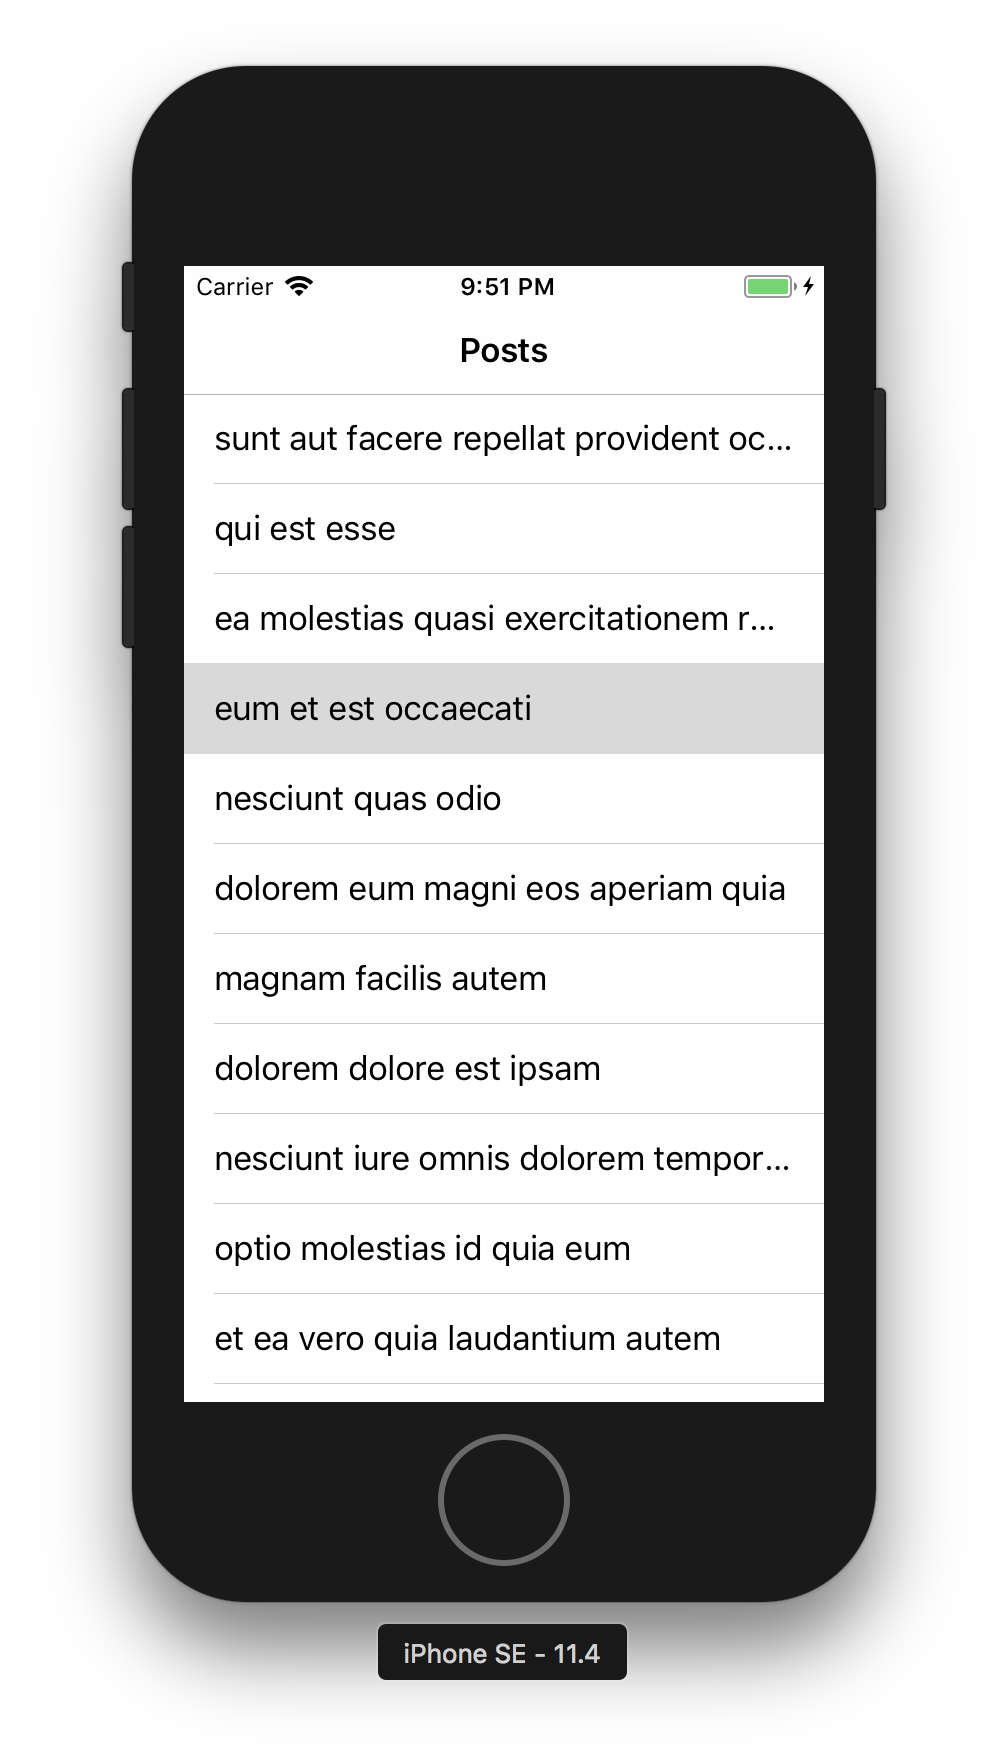 Carrier 9:51 PM
Posts
sunt aut facere repellat provident oc...
qui est esse
ea molestias quasi exercitationem r...
eum et est occaecati
nesciunt quas odio
dolorem eum magni eos aperiam quia
magnam facilis autem
dolorem dolore est ipsam
nesciunt iure omnis dolorem tempor...
optio molestias id quia eum
et ea vero quia laudantium autem
iPhone SE - 11.4